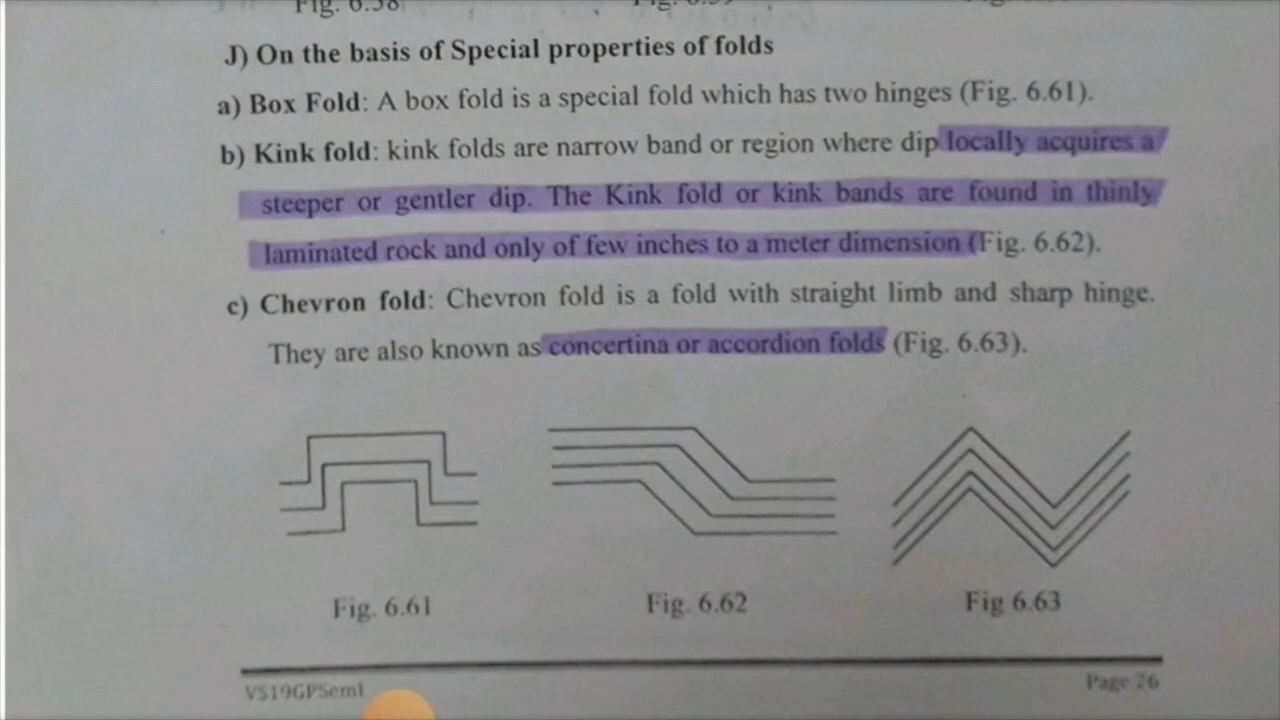 Fig. 6.58
J) On the basis of Special properties of folds
a) Box Fold: A box fold is a special fold which has two hinges (Fig. 6.61).
b) Kink fold: kink folds are narrow band or region where dip locally acquires a
steeper or gentler dip. The Kink fold or kink bands are found in thinly
laminated rock and only of few inches to a meter dimension (Fig. 6.62).
c) Chevron fold: Chevron fold is a fold with straight limb and sharp hinge.
They are also known as concertina or accordion folds (Fig. 6.63).
Fig. 6.61 Fig. 6.62 Fig 6.63
VS19GPSemI Page 26